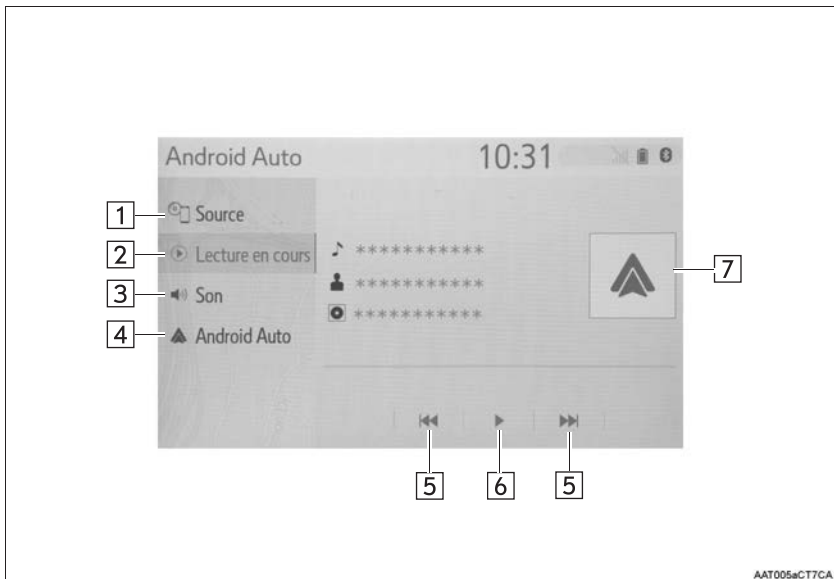 Android Auto 10:31
1 Source
2 Lecture en cours
3 Son
4 Android Auto
***********
***********
***********
7
5 6 5
AAT005aCT7CA